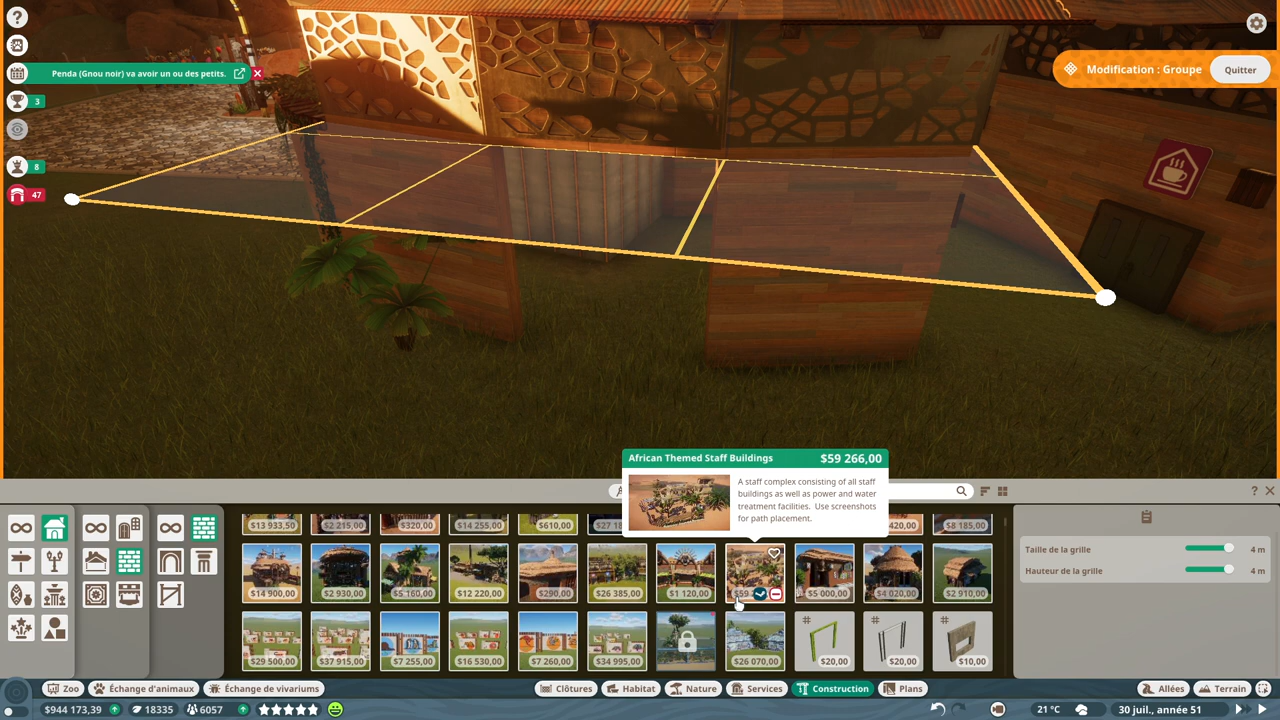 ?
Penda (Gnou noir) va avoir un ou des petits.
3
8
47
Modification : Groupe
Quitter
African Themed Staff Buildings
$59 266,00
A staff complex consisting of all staff
buildings as well as power and water
treatment facilities. Use screenshots
for path placement.
?
$13 933,50
$2 215,00
$320,00
$14 255,00
$610,00
$8 185,00
$14 900,00
$2 930,00
$5 160,00
$12 220,00
$290,00
$26 385,00
$1 120,00
$5 000,00
$4 020,00
$2 910,00
$29 500,00
$37 915,00
$7 255,00
$16 530,00
$7 260,00
$34 995,00
$26 070,00
$20,00
$20,00
$10,00
Taille de la grille
4 m
Hauteur de la grille
4 m
Zoo
Échange d'animaux
Échange de vivariums
Clôtures
Habitat
Nature
Services
Construction
Plans
Allées
Terrain
$944 173,39
18335
6057
21 °C
30 juil., année 51